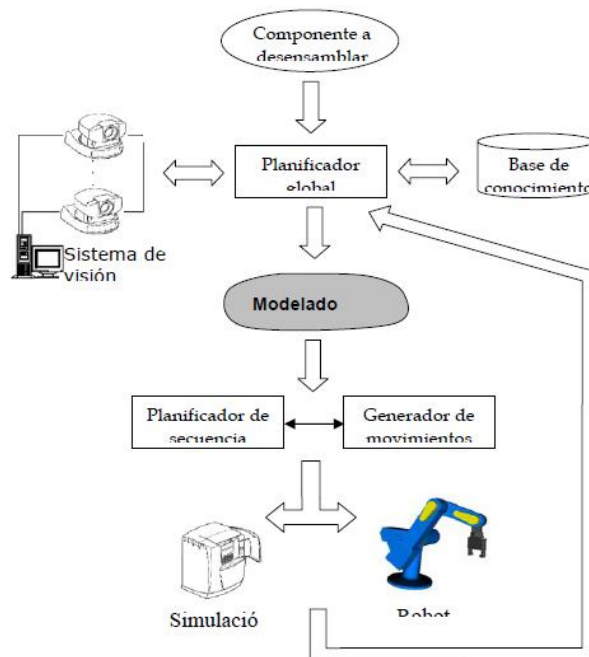 Componente a
desensamblar
Planificador
global
Base de
conocimiento
Sistema de
visión
Modelado
Planificador de
secuencia
Generador de
movimientos
Simulació
Robot